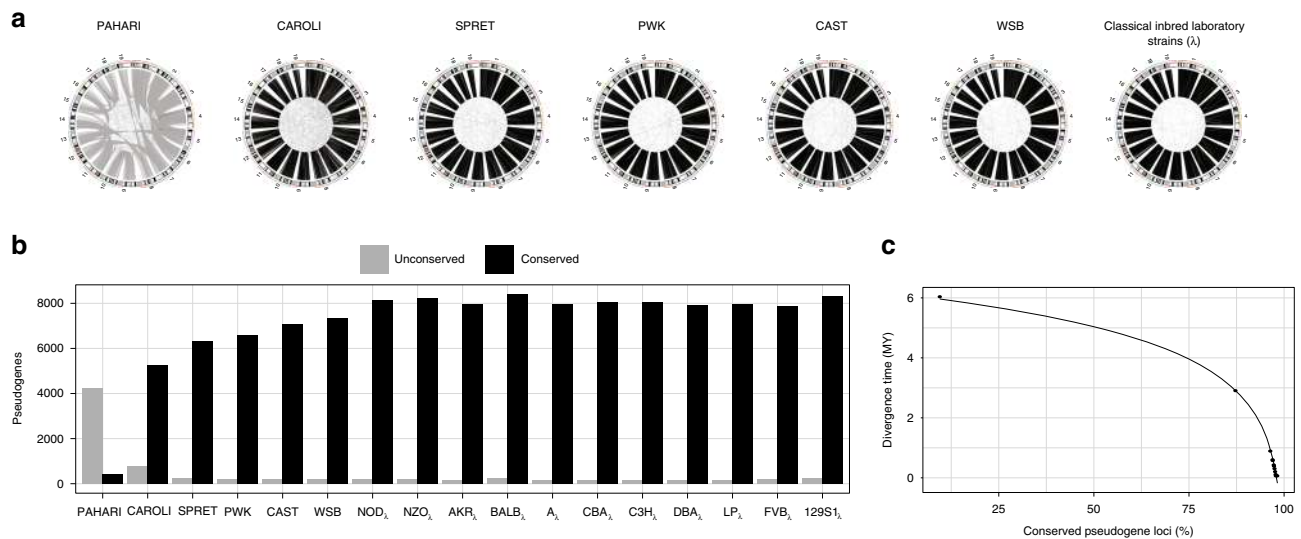 a
PAHARI
CAROLI
SPRET
PWK
CAST
WSB
Classical inbred laboratory
strains (λ)
b
Unconserved
Conserved
Pseudogenes
8000
6000
4000
2000
0
PAHARI CAROLI SPRET PWK CAST WSB NODλ NZOλ AKRλ BALBλ Aλ CBAλ C3Hλ DBAλ LPλ FVBλ 129S1λ
c
Divergence time (MY)
6
4
2
0
25 50 75 100
Conserved pseudogene loci (%)